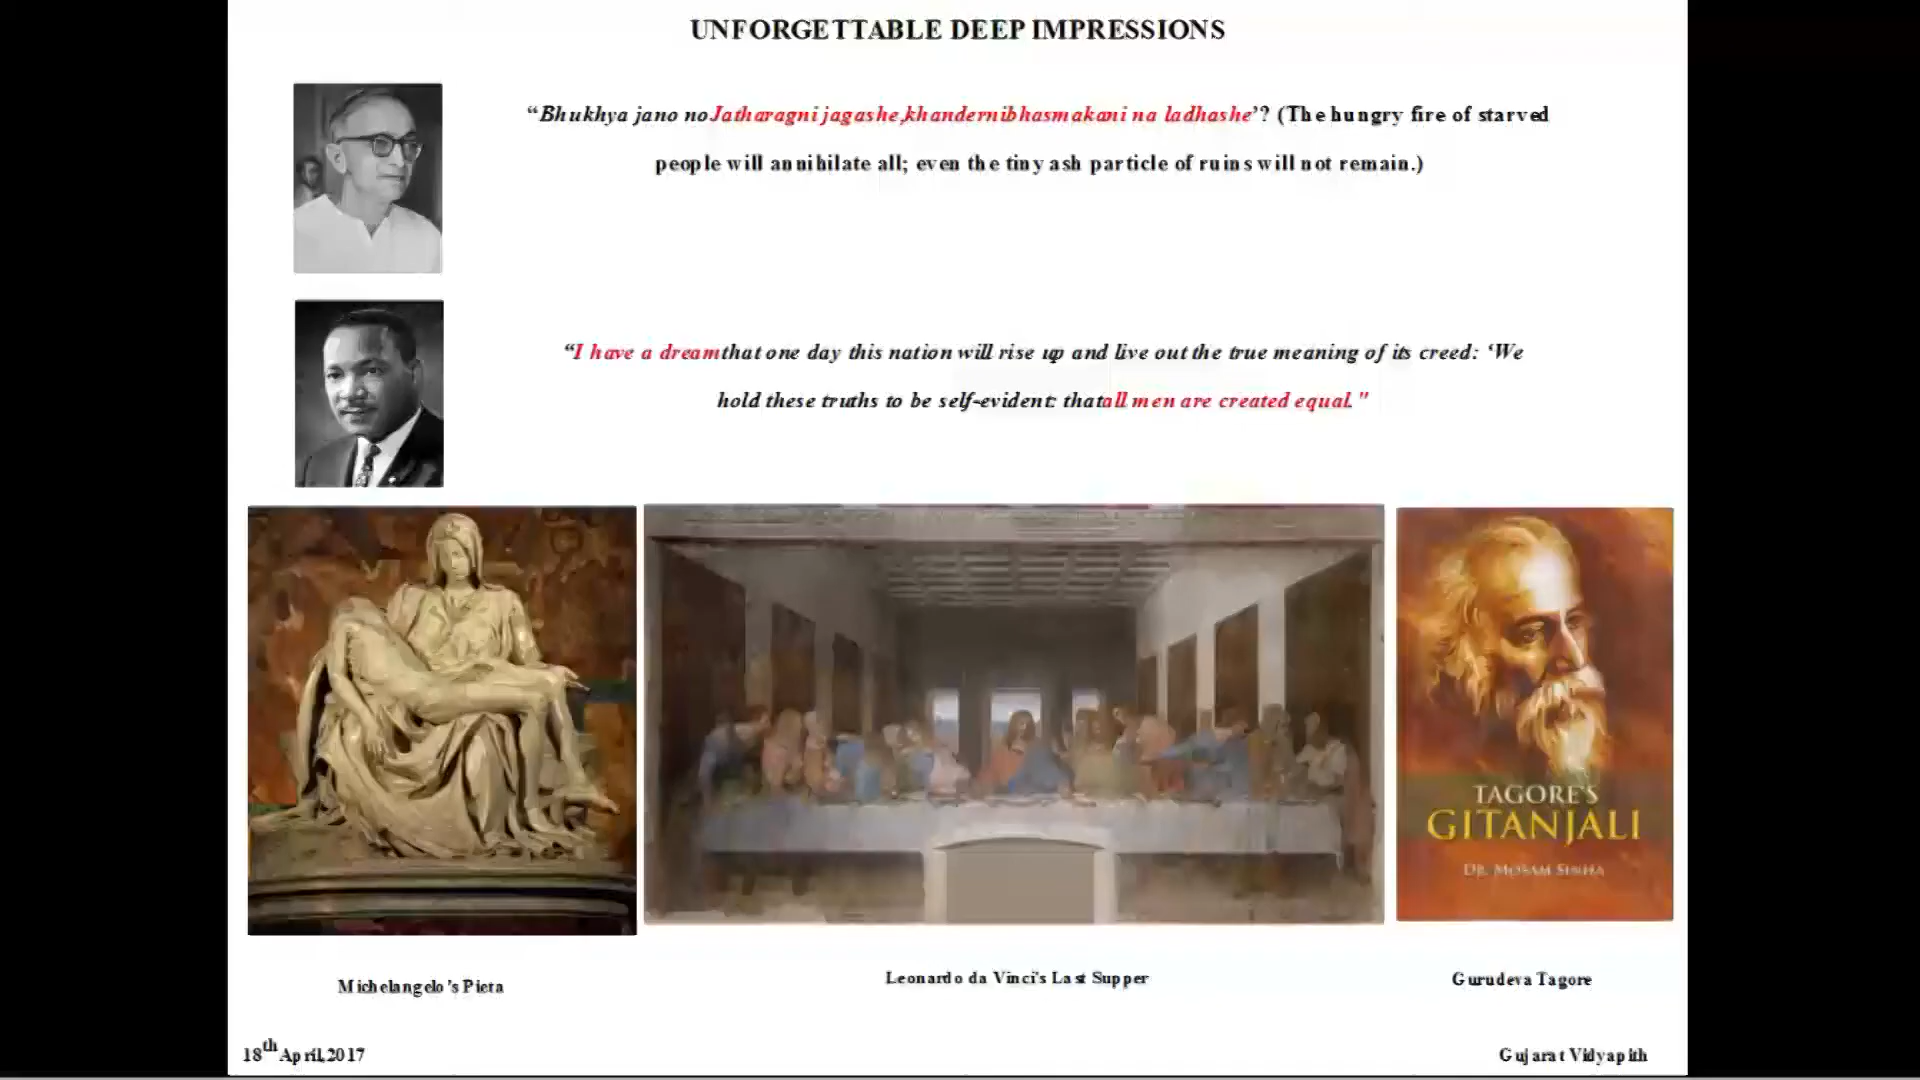 UNFORGETTABLE DEEP IMPRESSIONS
“Bhukhya jano no Jatharagni jagashe,khandernibhasmakani na ladhashe’? (The hungry fire of starved
people will annihilate all; even the tiny ash particle of ruins will not remain.)
“I have a dream that one day this nation will rise up and live out the true meaning of its creed: ‘We
hold these truths to be self-evident: that all men are created equal."
TAGORE'S
GITANJALI
DR. MOHAM SINHA
Michelangelo's Pieta
Leonardo da Vinci's Last Supper
Gurudeva Tagore
18th April,2017
Gujarat Vidyapith